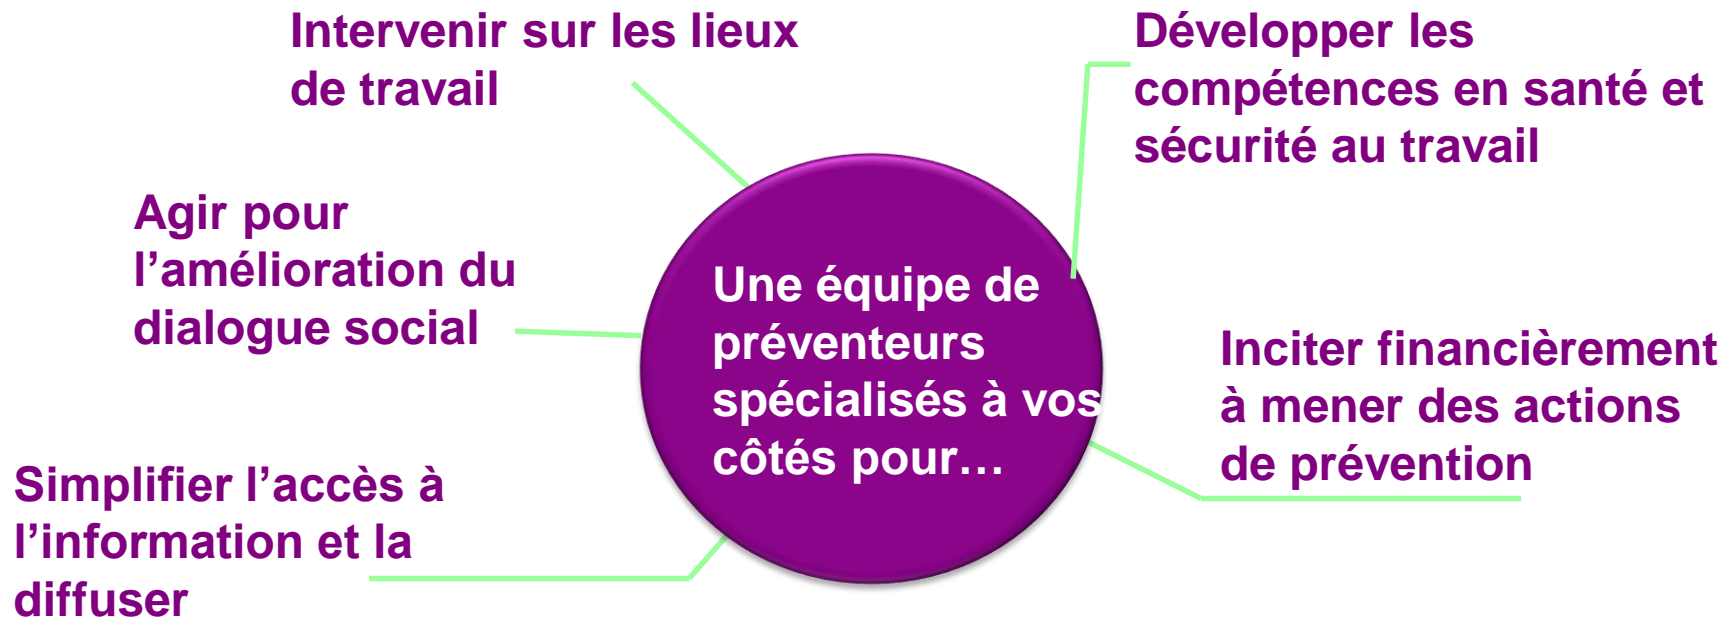 Intervenir sur les lieux
de travail
Développer les
compétences en santé et
sécurité au travail
Agir pour
l’amélioration du
dialogue social
Une équipe de
préventeurs
spécialisés à vos
côtés pour…
Inciter financièrement
à mener des actions
de prévention
Simplifier l’accès à
l’information et la
diffuser